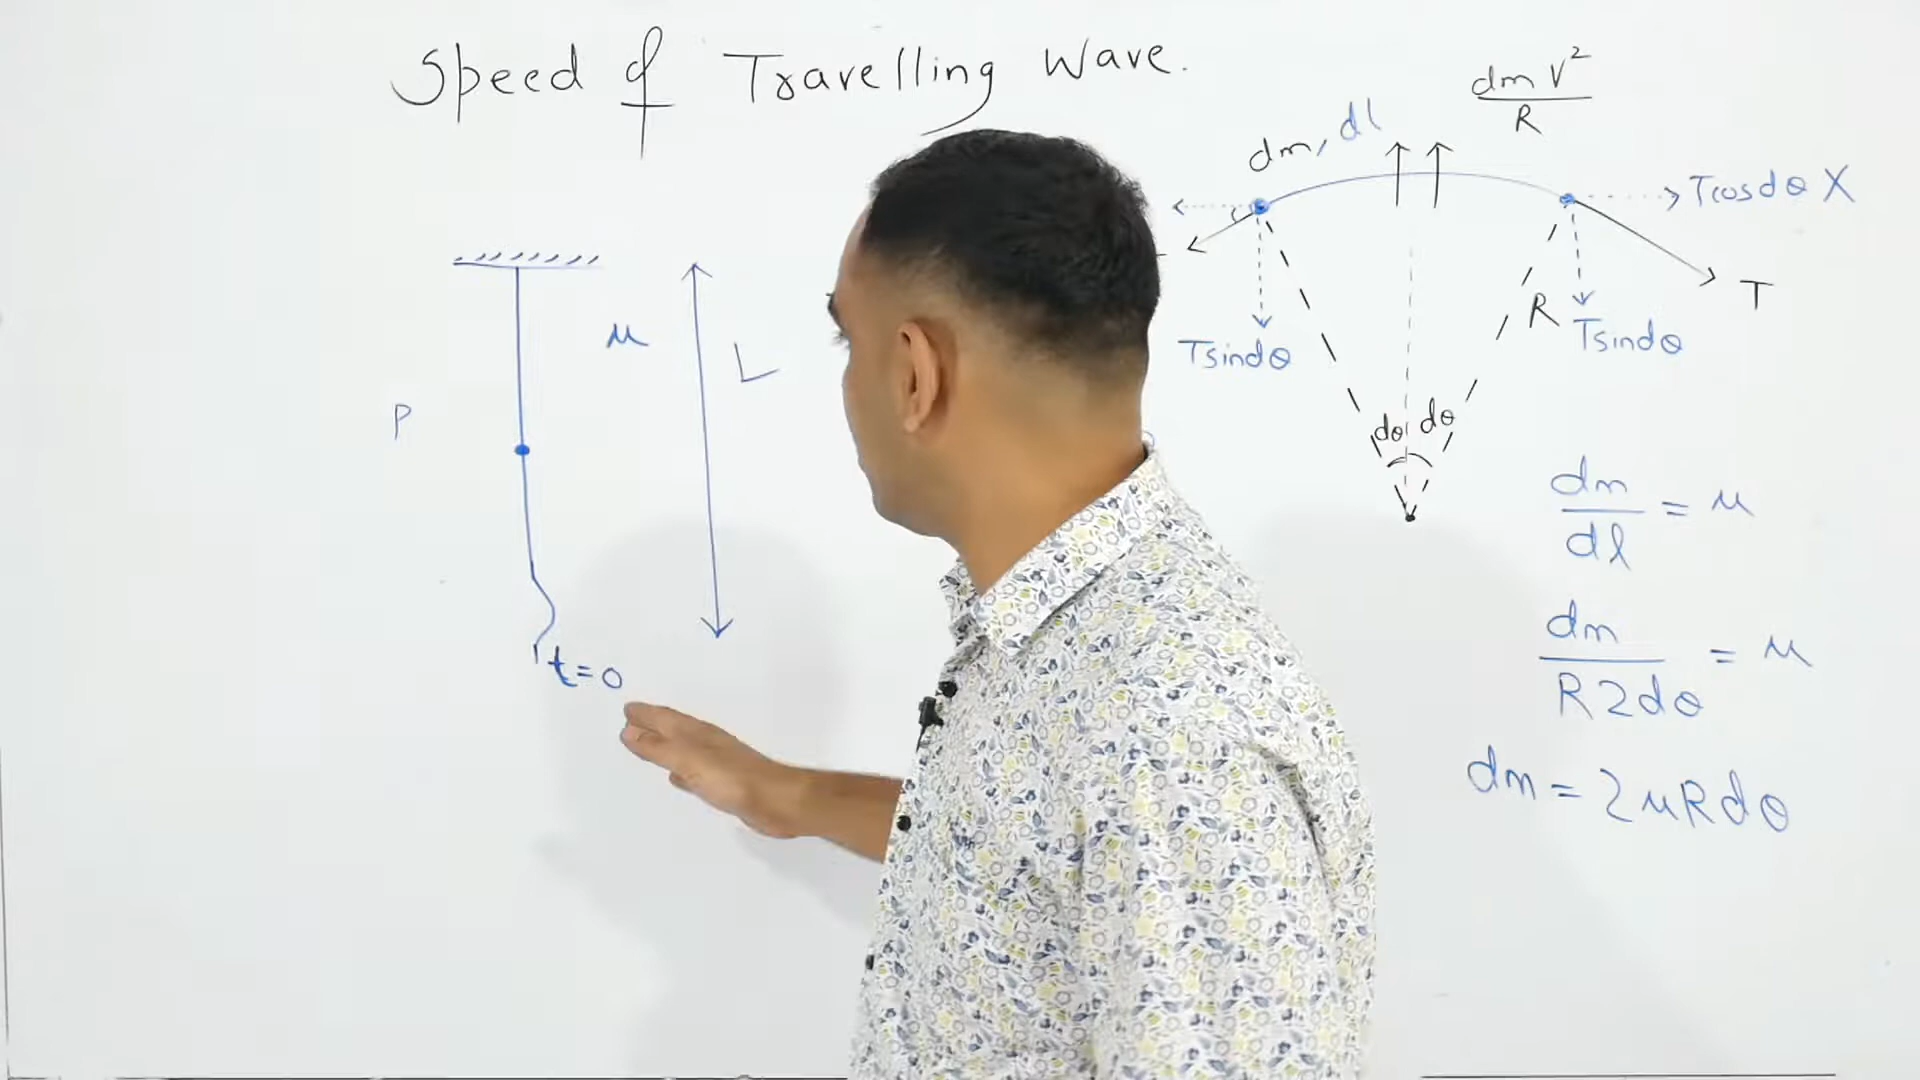 Speed of Travelling Wave.
dm V²
R
dm, dl
Tcosdθ X
T
R
Tsindθ
Tsindθ
dθ dθ
μ
L
P
t=0
dm
dl
= μ
dm
R2dθ
= μ
dm = 2μRdθ